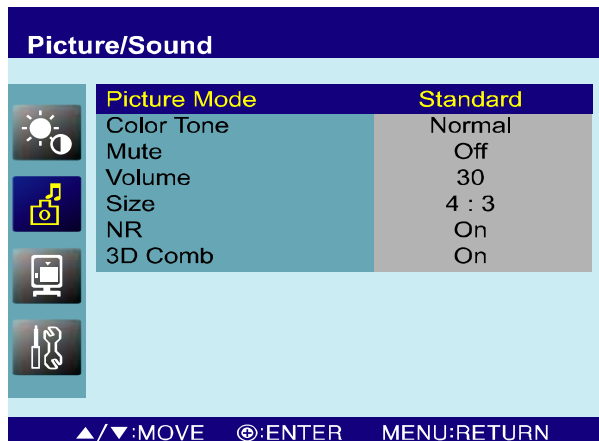 Picture/Sound
Picture Mode Standard
Color Tone Normal
Mute Off
Volume 30
Size 4 : 3
NR On
3D Comb On
▲/▼:MOVE ⊕:ENTER MENU:RETURN